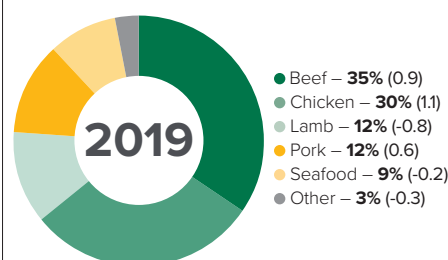 2019
Beef – 35% (0.9)
Chicken – 30% (1.1)
Lamb – 12% (-0.8)
Pork – 12% (0.6)
Seafood – 9% (-0.2)
Other – 3% (-0.3)